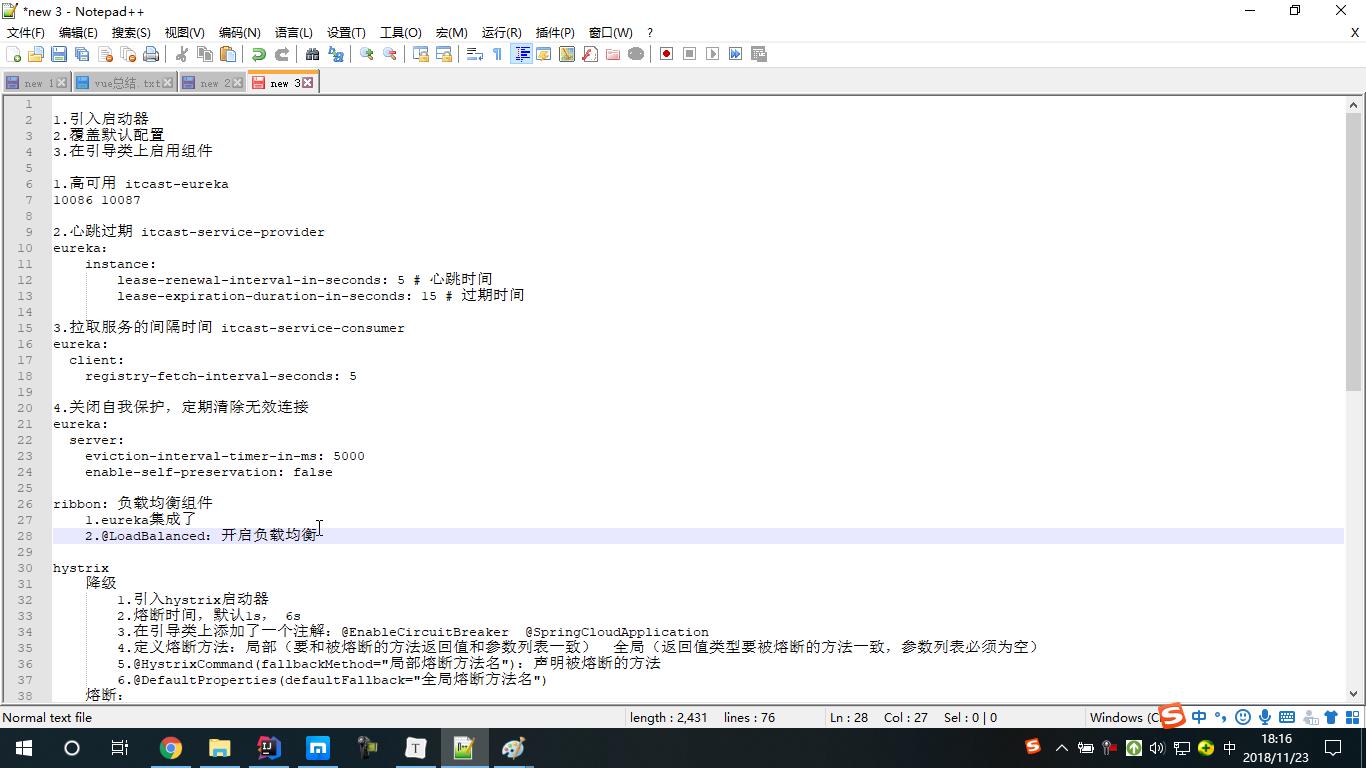 *new 3 - Notepad++
文件(F) 编辑(E) 搜索(S) 视图(V) 编码(N) 语言(L) 设置(T) 工具(O) 宏(M) 运行(R) 插件(P) 窗口(W) ? X
new 1 vue总结 txt new 2 new 3
1
2 1.引入启动器
3 2.覆盖默认配置
4 3.在引导类上启用组件
5
6 1.高可用 itcast-eureka
7 10086 10087
8
9 2.心跳过期 itcast-service-provider
10 eureka:
11 instance:
12 lease-renewal-interval-in-seconds: 5 # 心跳时间
13 lease-expiration-duration-in-seconds: 15 # 过期时间
14
15 3.拉取服务的间隔时间 itcast-service-consumer
16 eureka:
17 client:
18 registry-fetch-interval-seconds: 5
19
20 4.关闭自我保护，定期清除无效连接
21 eureka:
22 server:
23 eviction-interval-timer-in-ms: 5000
24 enable-self-preservation: false
25
26 ribbon: 负载均衡组件
27 1.eureka集成了
28 2.@LoadBalanced: 开启负载均衡
29
30 hystrix
31 降级
32 1.引入hystrix启动器
33 2.熔断时间，默认1s， 6s
34 3.在引导类上添加了一个注解：@EnableCircuitBreaker @SpringCloudApplication
35 4.定义熔断方法：局部（要和被熔断的方法返回值和参数列表一致） 全局（返回值类型要被熔断的方法一致，参数列表必须为空）
36 5.@HystrixCommand(fallbackMethod="局部熔断方法名")：声明被熔断的方法
37 6.@DefaultProperties(defaultFallback="全局熔断方法名")
38 熔断：
Normal text file length : 2,431 lines : 76 Ln : 28 Col : 27 Sel : 0 | 0 Windows (C 中
中 18:16
2018/11/23